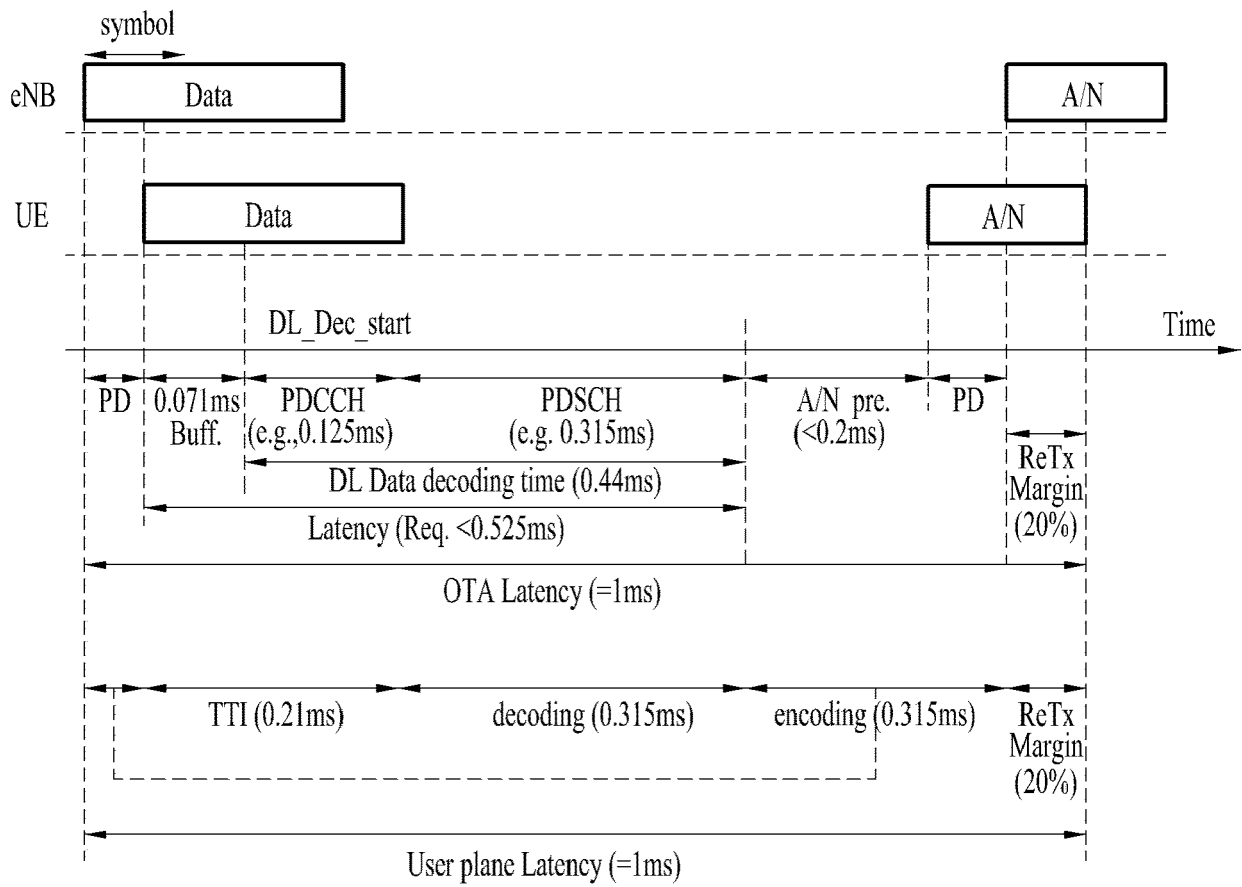 symbol
eNB
Data
A/N
UE
Data
A/N
DL_Dec_start
Time
PD
0.071ms
Buff.
PDCCH
(e.g.,0.125ms)
PDSCH
(e.g. 0.315ms)
A/N pre.
(<0.2ms)
PD
ReTx
Margin
(20%)
DL Data decoding time (0.44ms)
Latency (Req. <0.525ms)
OTA Latency (=1ms)
TTI (0.21ms)
decoding (0.315ms)
encoding (0.315ms)
ReTx
Margin
(20%)
User plane Latency (=1ms)